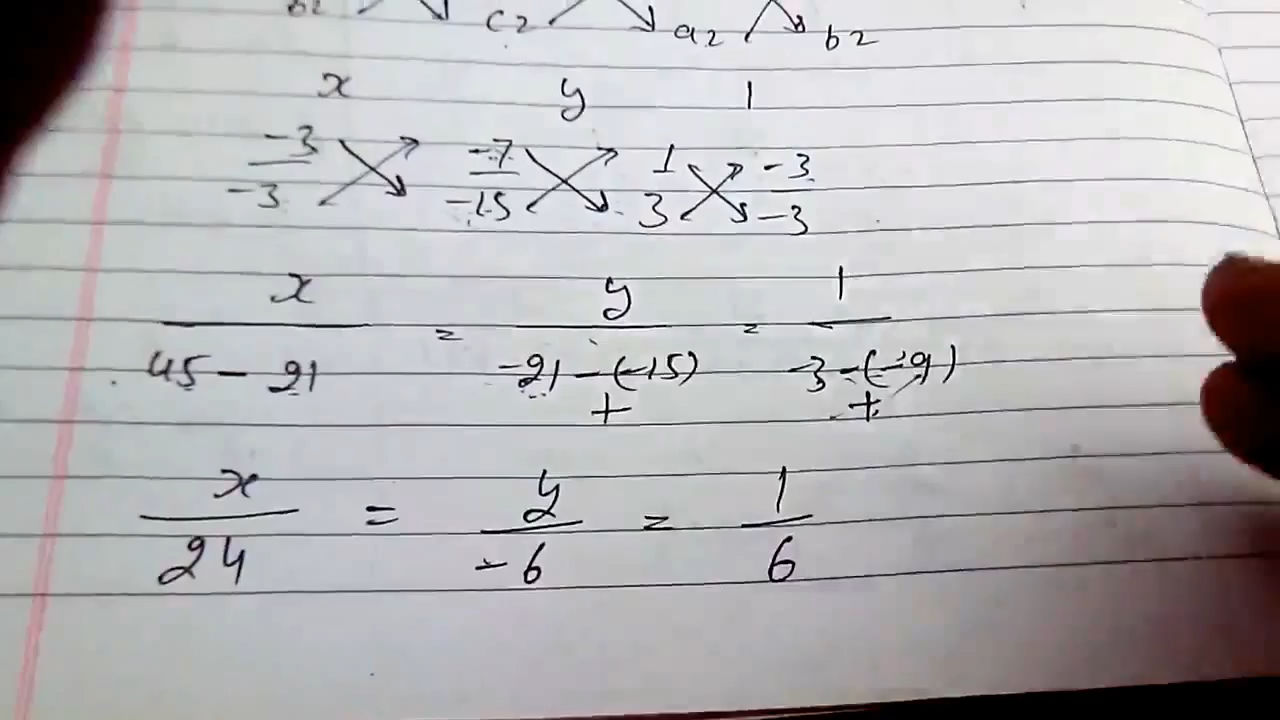 b2 c2 a2 b2
x y 1
-3 -7 1 -3
-3 -15 3 -3
x = y = 1
45 - 21 -21 -(-15) -3 -(-9)
+ +
x = y = 1
24 -6 6